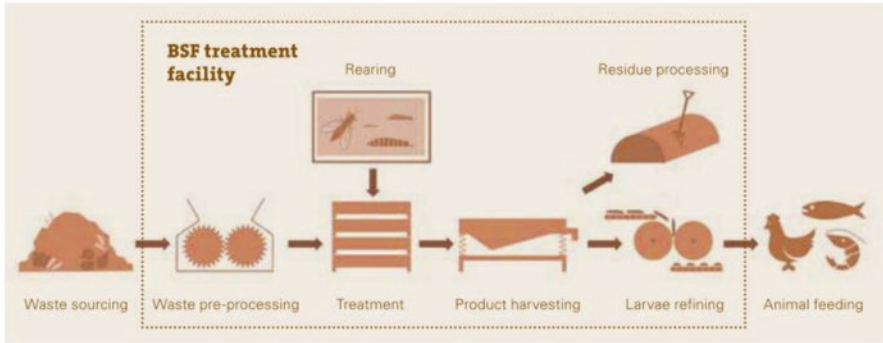 BSF treatment
facility
Rearing
Residue processing
Waste sourcing
Waste pre-processing
Treatment
Product harvesting
Larvae refining
Animal feeding